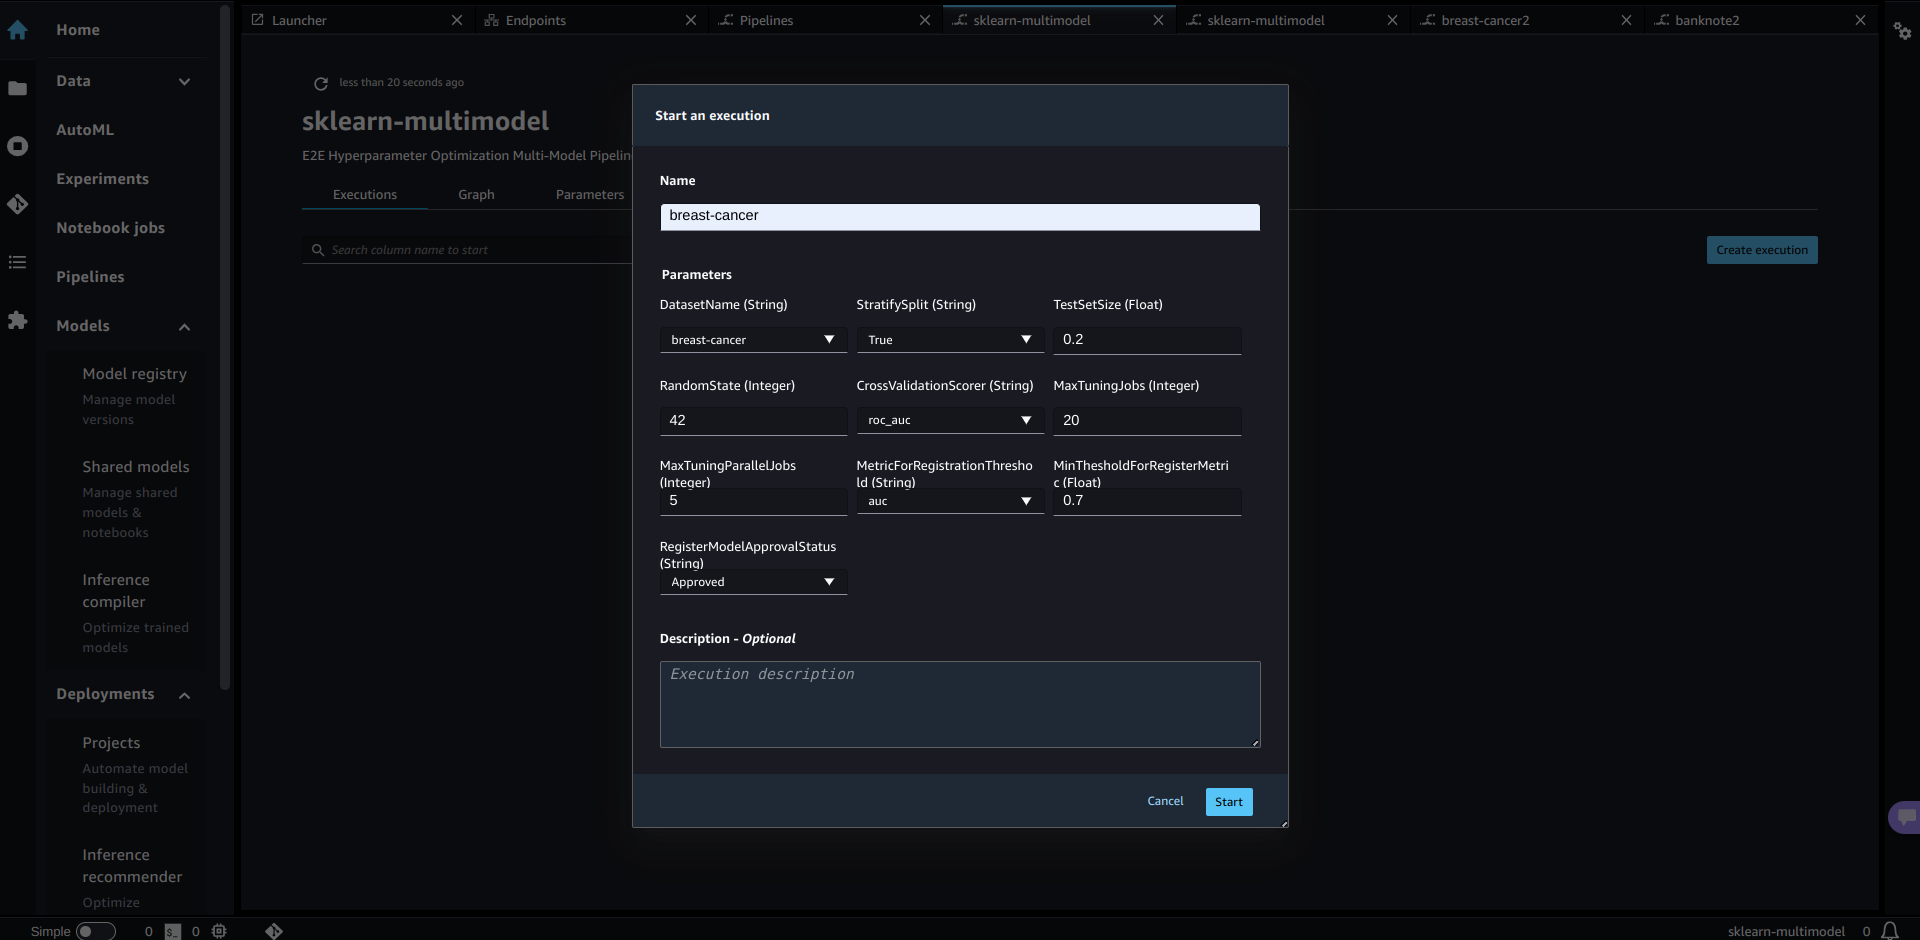 Launcher
Endpoints
Pipelines
sklearn-multimodel
sklearn-multimodel
breast-cancer2
banknote2
Home
Data
AutoML
Experiments
Notebook jobs
Pipelines
Models
Model registry
Manage model
versions
Shared models
Manage shared
models &
notebooks
Inference
compiler
Optimize trained
models
Deployments
Projects
Automate model
building &
deployment
Inference
recommender
Optimize
less than 20 seconds ago
sklearn-multimodel
E2E Hyperparameter Optimization Multi-Model Pipelin
Executions
Graph
Parameters
Search column name to start
Create execution
Start an execution
Name
breast-cancer
Parameters
DatasetName (String)
StratifySplit (String)
TestSetSize (Float)
breast-cancer
True
0.2
RandomState (Integer)
CrossValidationScorer (String)
MaxTuningJobs (Integer)
42
roc_auc
20
MaxTuningParallelJobs
(Integer)
MetricForRegistrationThresho
ld (String)
MinThesholdForRegisterMetri
c (Float)
5
auc
0.7
RegisterModelApprovalStatus
(String)
Approved
Description - Optional
Execution description
Cancel
Start
Simple
0
$_
0
sklearn-multimodel
0